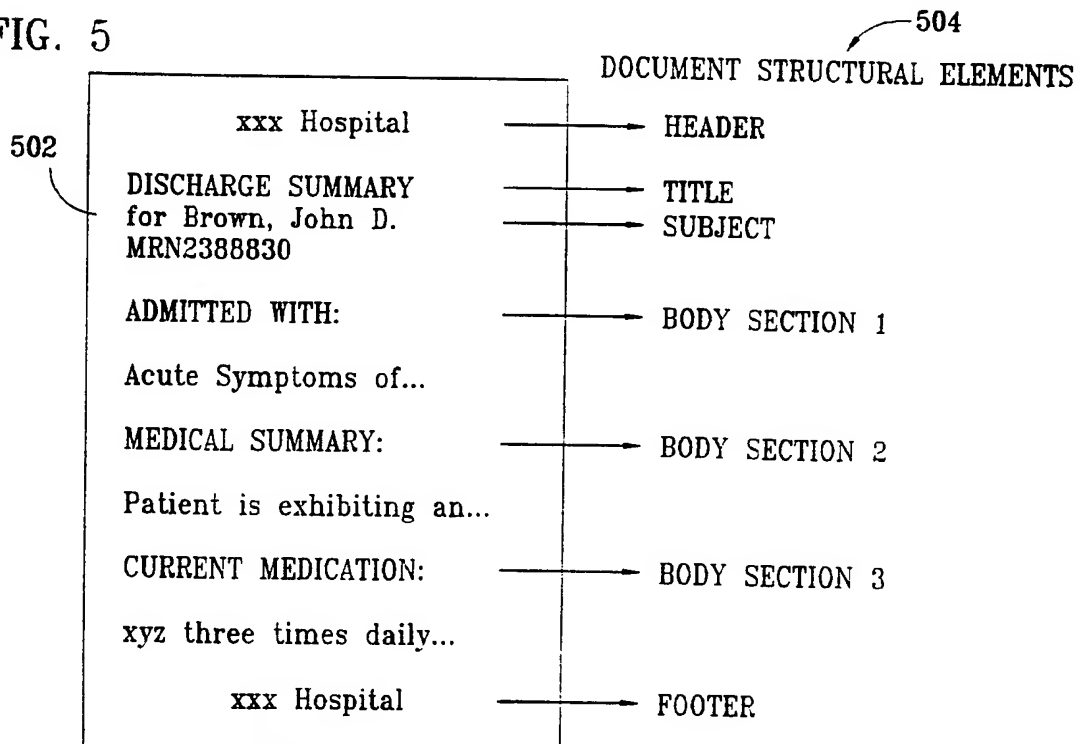 FIG. 5
504
DOCUMENT STRUCTURAL ELEMENTS
xxx Hospital HEADER
502
DISCHARGE SUMMARY TITLE
for Brown, John D. SUBJECT
MRN2388830
ADMITTED WITH: BODY SECTION 1
Acute Symptoms of...
MEDICAL SUMMARY: BODY SECTION 2
Patient is exhibiting an...
CURRENT MEDICATION: BODY SECTION 3
xyz three times daily...
xxx Hospital FOOTER